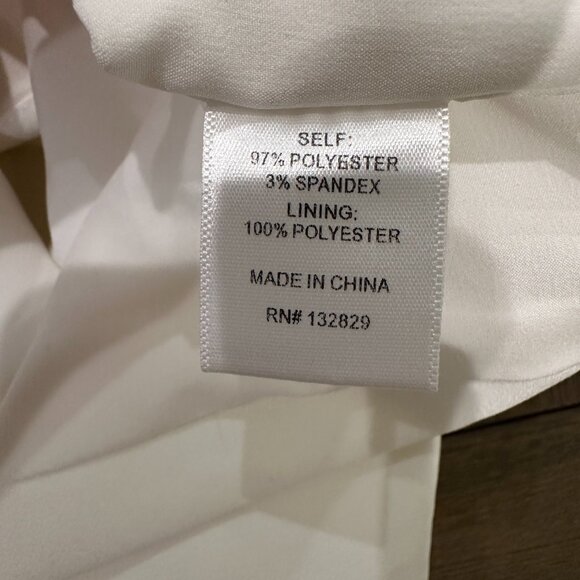 SELF:
97% POLYESTER
3% SPANDEX
LINING:
100% POLYESTER
MADE IN CHINA
RN# 132829